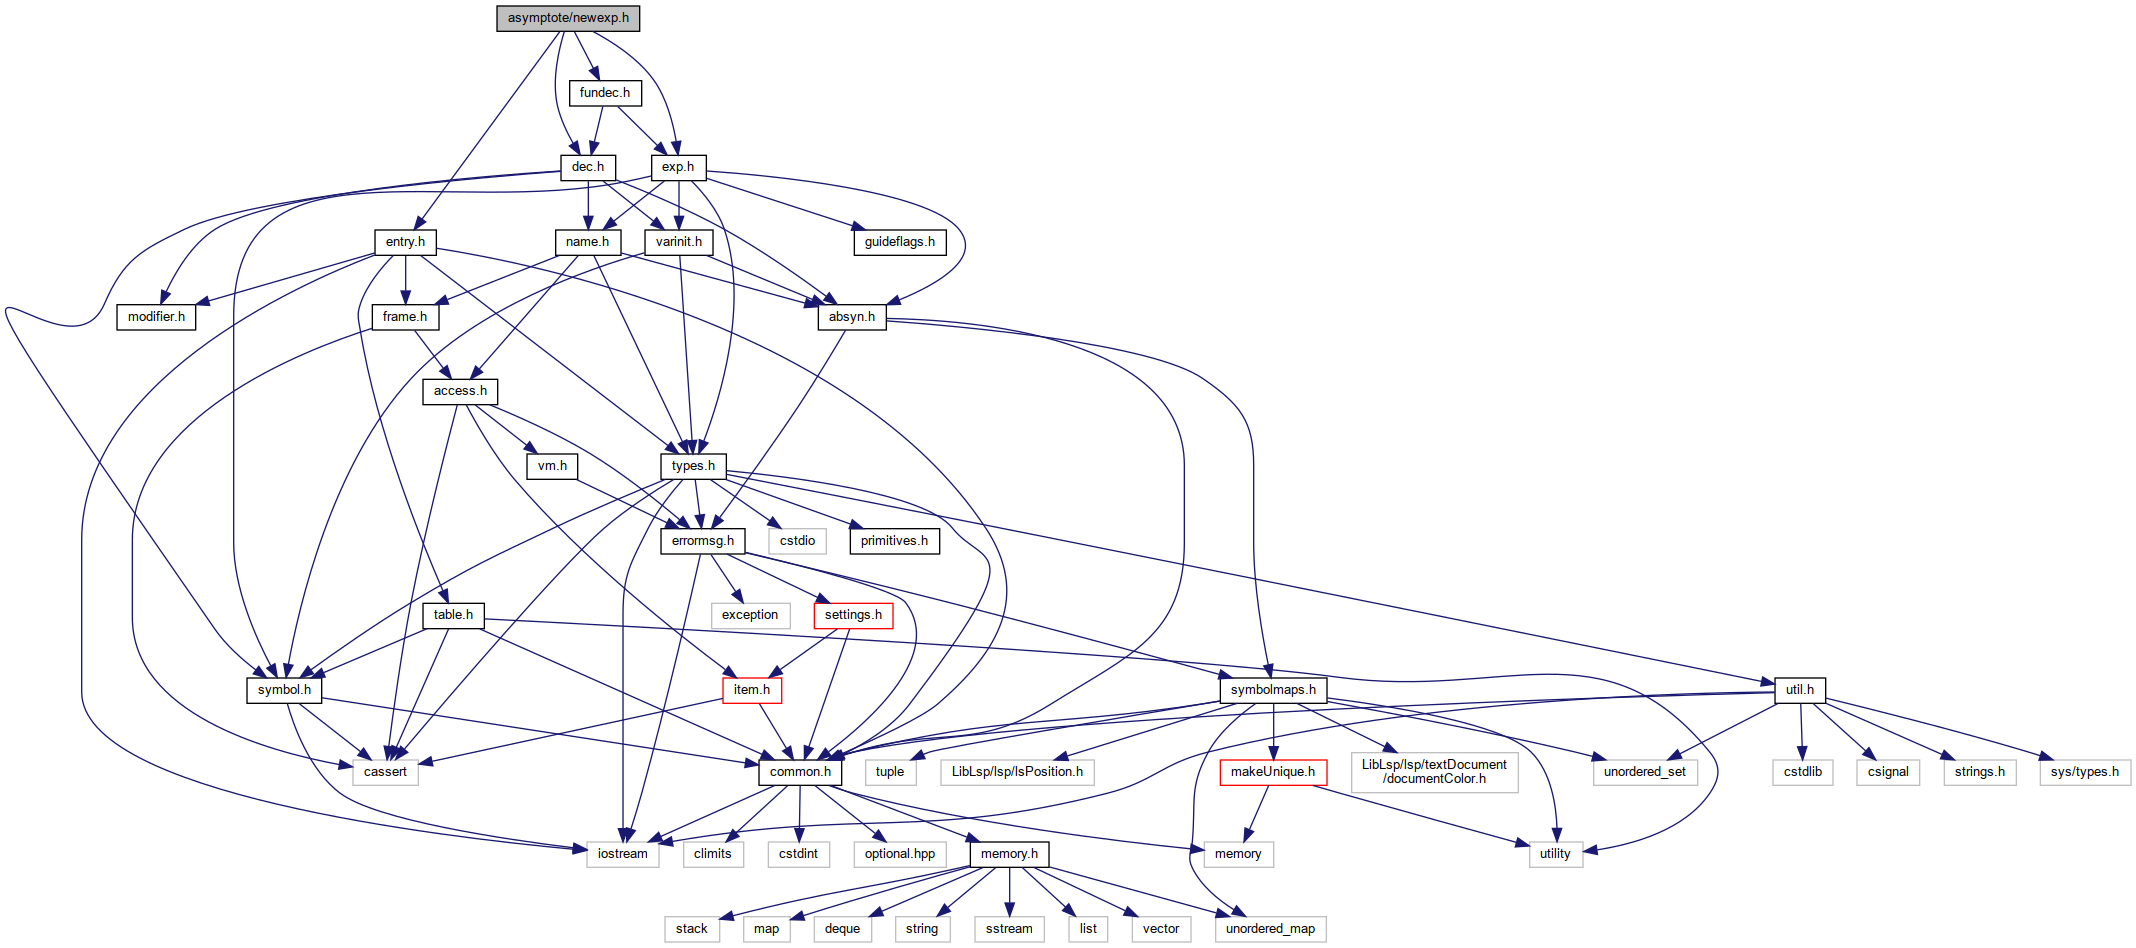 asymptote/newexp.h
fundec.h
dec.h
exp.h
entry.h
name.h
varinit.h
guideflags.h
modifier.h
frame.h
absyn.h
access.h
vm.h
types.h
errormsg.h
cstdio
primitives.h
table.h
exception
settings.h
symbol.h
item.h
symbolmaps.h
util.h
cassert
common.h
tuple
LibLsp/lsp/lsPosition.h
makeUnique.h
LibLsp/lsp/textDocument
/documentColor.h
unordered_set
cstdlib
csignal
strings.h
sys/types.h
iostream
climits
cstdint
optional.hpp
memory.h
memory
utility
stack
map
deque
string
sstream
list
vector
unordered_map